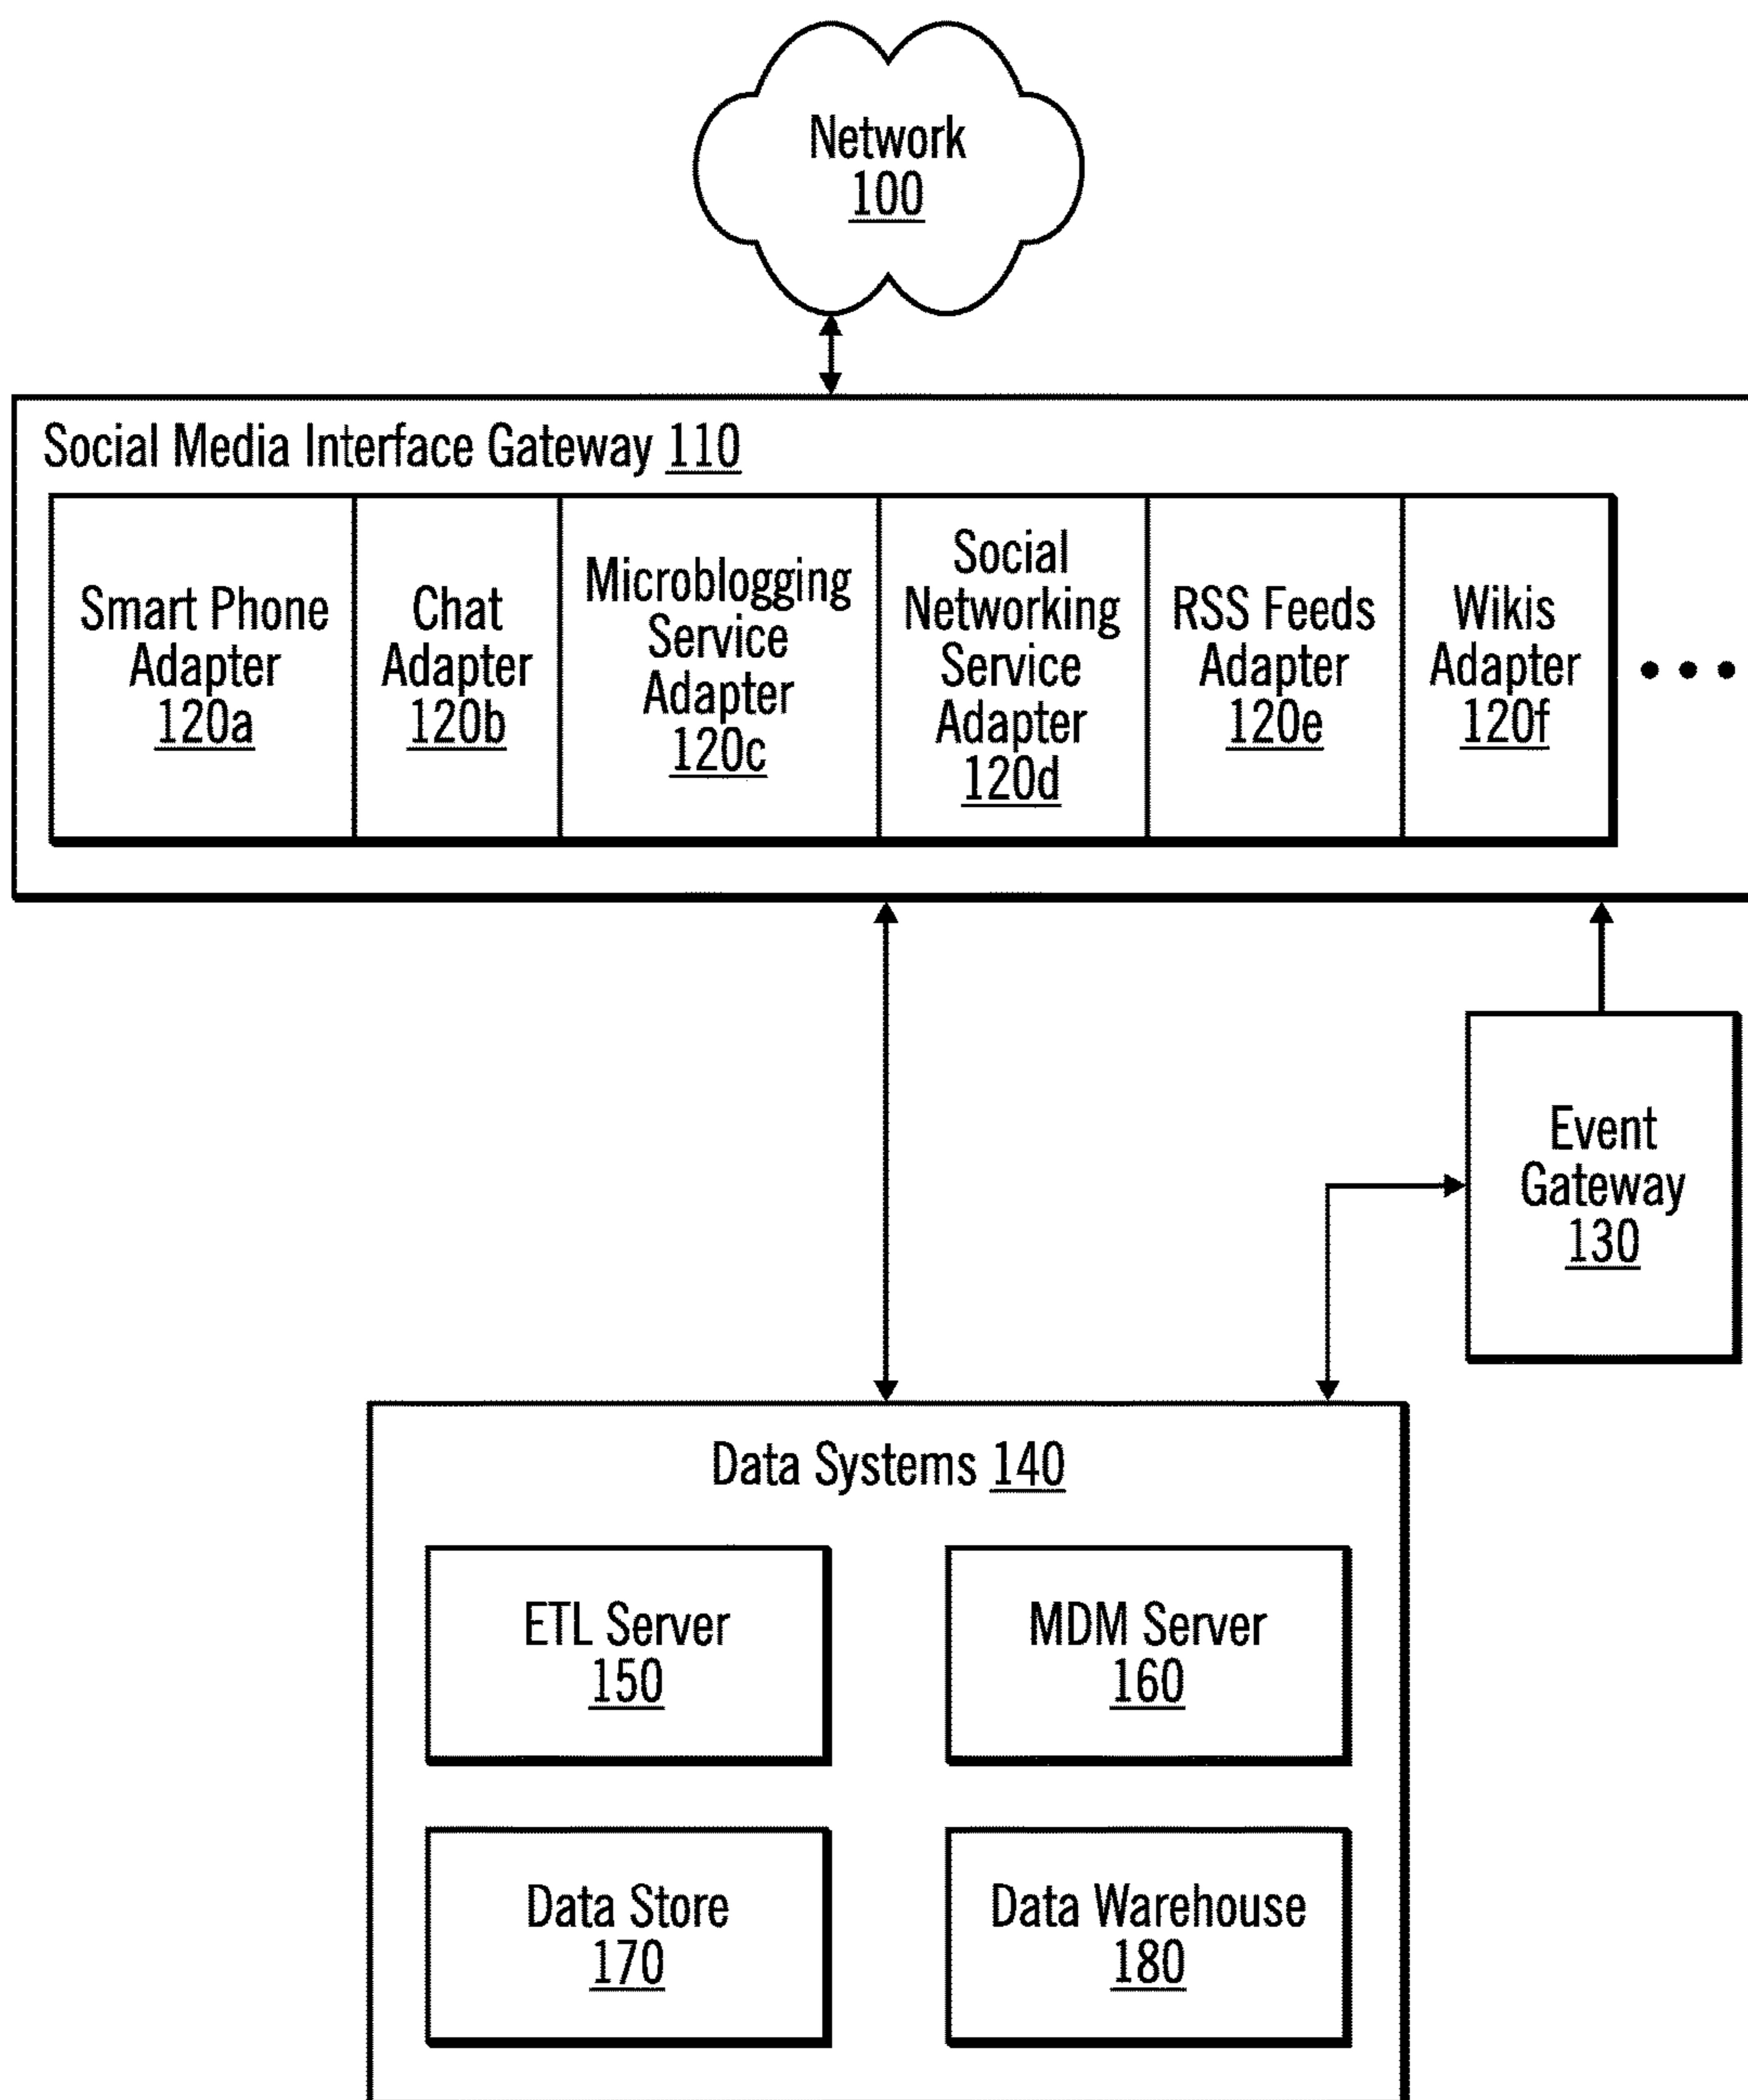 Network
100
Social Media Interface Gateway 110
Smart Phone
Adapter
120a
Chat
Adapter
120b
Microblogging
Service
Adapter
120c
Social
Networking
Service
Adapter
120d
RSS Feeds
Adapter
120e
Wikis
Adapter
120f
Event
Gateway
130
Data Systems 140
ETL Server
150
MDM Server
160
Data Store
170
Data Warehouse
180